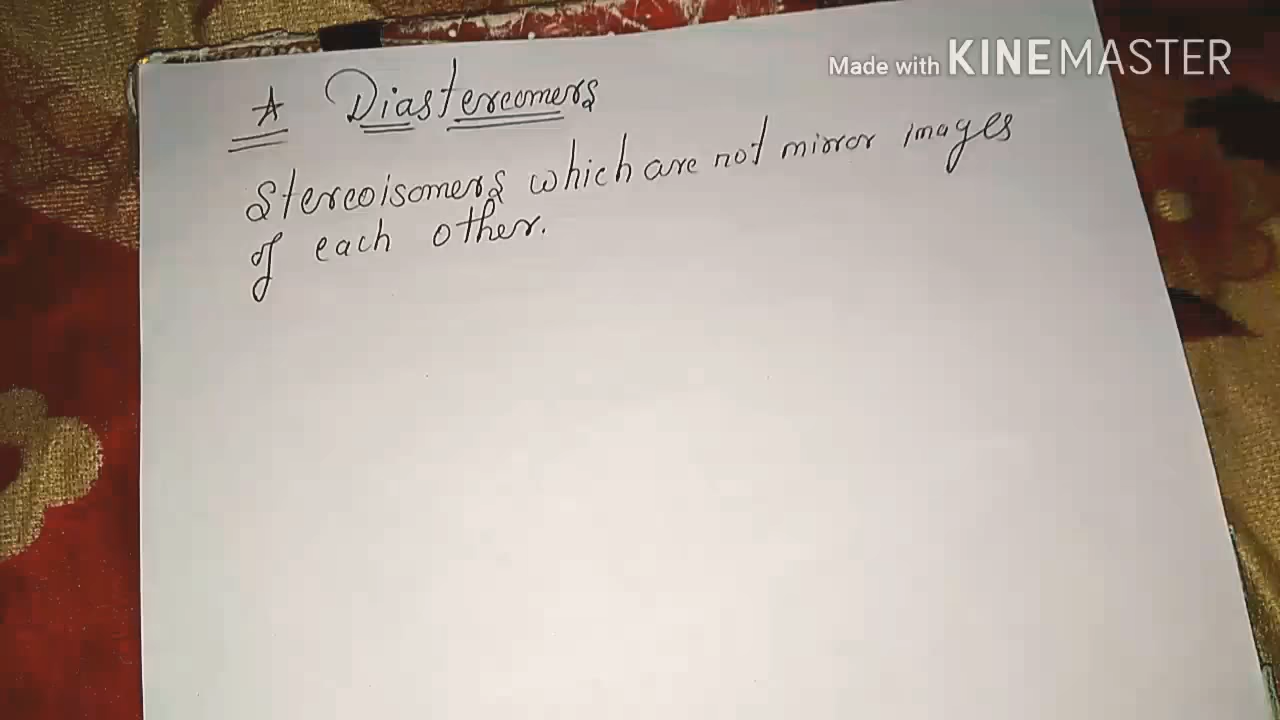 Made with KINEMASTER
☆ Diastereomers
Stereoisomers which are not mirror images
of each other.